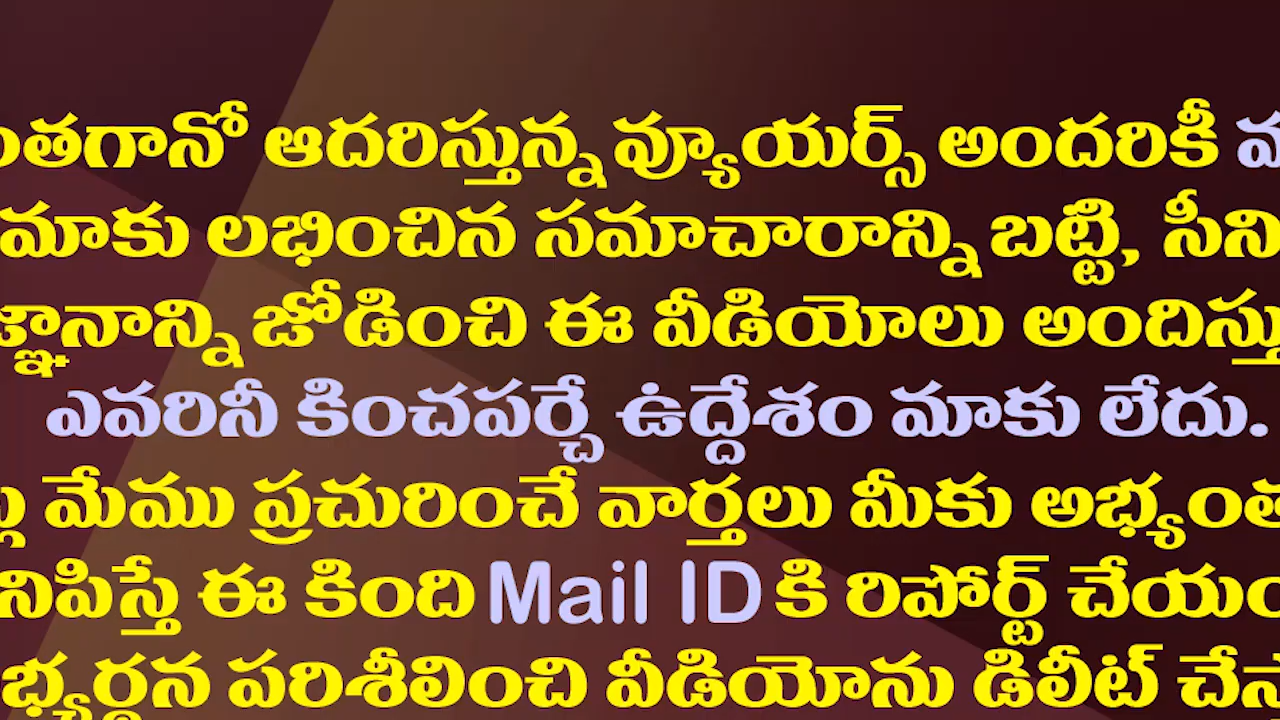 ఆదరిస్తున్న వ్యూయర్స్ అందరికీ
మాకు లభించిన సమాచారాన్ని బట్టి,
జోడించి ఈ వీడియోలు
ఎవరినీ కించపర్చే ఉద్దేశం మాకు లేదు.
మేము ప్రచురించే వార్తలు మీకు
ఈ కింది Mail ID కి రిపోర్ట్
పరిశీలించి వీడియోను డిలీట్